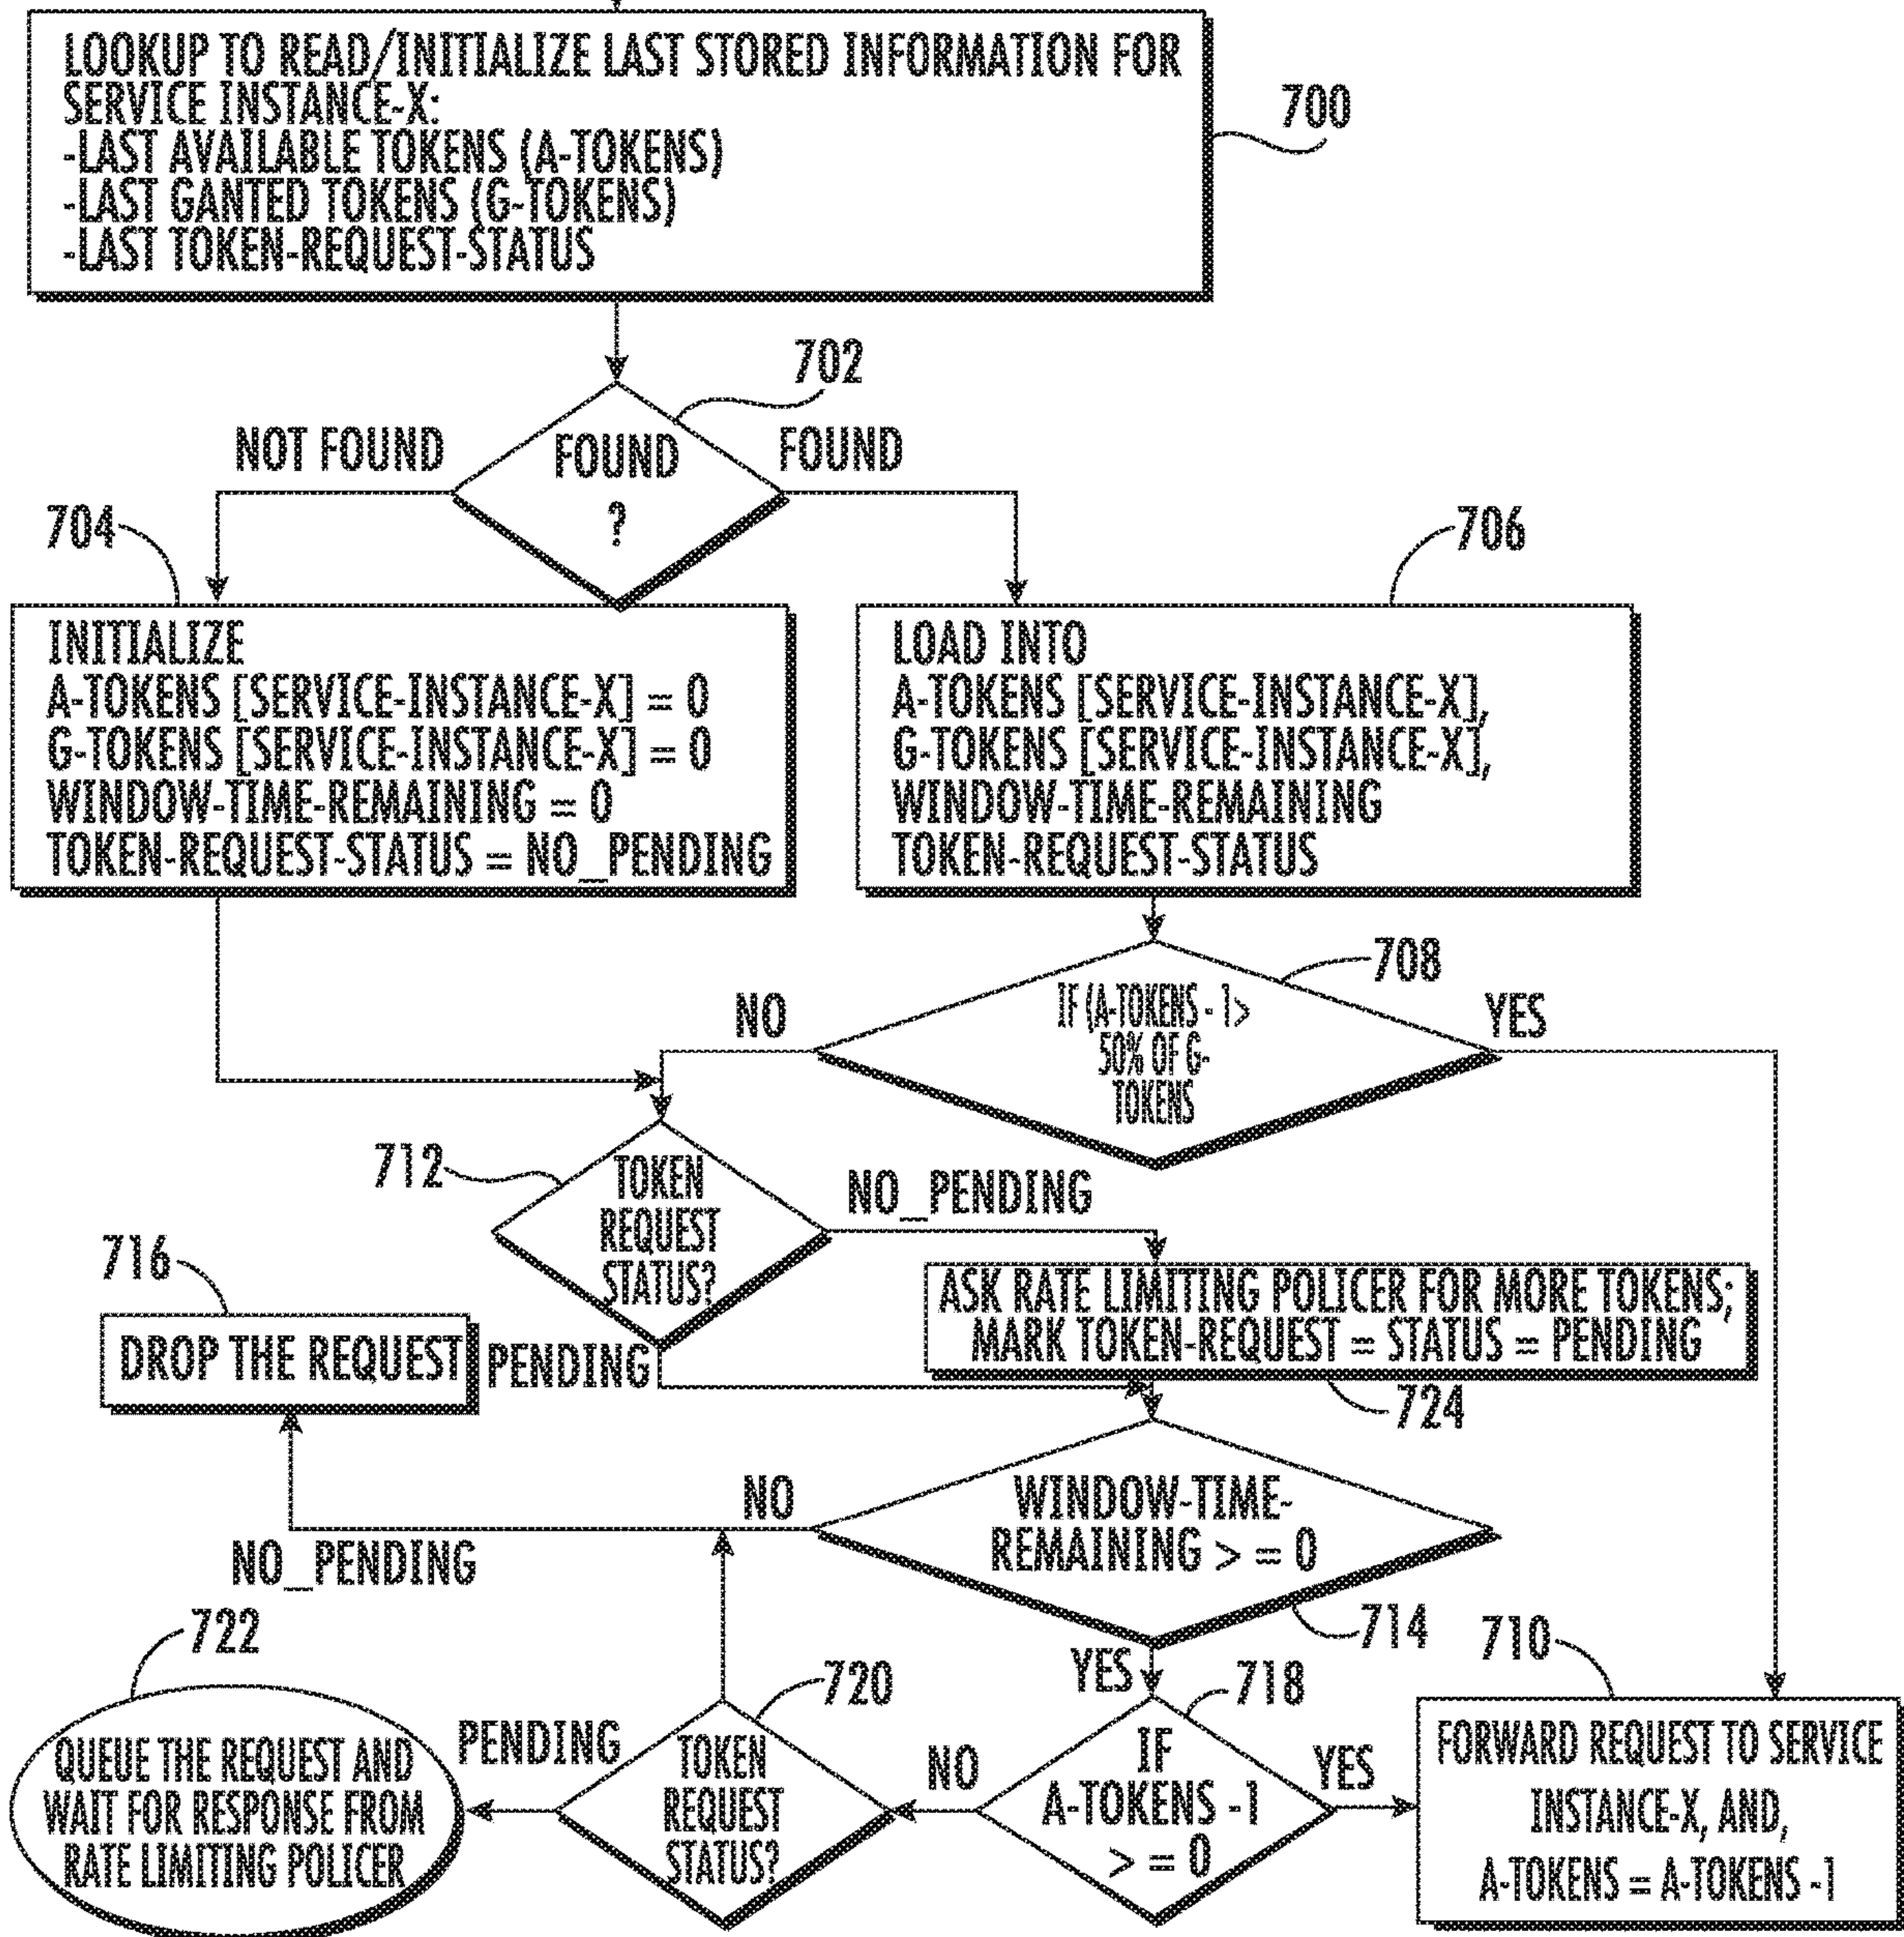 LOOKUP TO READ/INITIALIZE LAST STORED INFORMATION FOR
SERVICE INSTANCE-X:
-LAST AVAILABLE TOKENS (A-TOKENS)
-LAST GANTED TOKENS (G-TOKENS)
-LAST TOKEN-REQUEST-STATUS
700
702
NOT FOUND
FOUND
?
FOUND
704
706
INITIALIZE
A-TOKENS [SERVICE-INSTANCE-X] = 0
G-TOKENS [SERVICE-INSTANCE-X] = 0
WINDOW-TIME-REMAINING = 0
TOKEN-REQUEST-STATUS = NO_PENDING
LOAD INTO
A-TOKENS [SERVICE-INSTANCE-X],
G-TOKENS [SERVICE-INSTANCE-X],
WINDOW-TIME-REMAINING
TOKEN-REQUEST-STATUS
708
NO
IF (A-TOKENS - 1>
50% OF G-
TOKENS
YES
712
TOKEN
REQUEST
STATUS?
NO_PENDING
716
DROP THE REQUEST
PENDING
ASK RATE LIMITING POLICER FOR MORE TOKENS;
MARK TOKEN-REQUEST = STATUS = PENDING
724
NO
WINDOW-TIME-
REMAINING > = 0
NO_PENDING
714
YES
722
720
718
710
QUEUE THE REQUEST AND
WAIT FOR RESPONSE FROM
RATE LIMITING POLICER
PENDING
TOKEN
REQUEST
STATUS?
NO
IF
A-TOKENS -1
> = 0
YES
FORWARD REQUEST TO SERVICE
INSTANCE-X, AND,
A-TOKENS = A-TOKENS -1